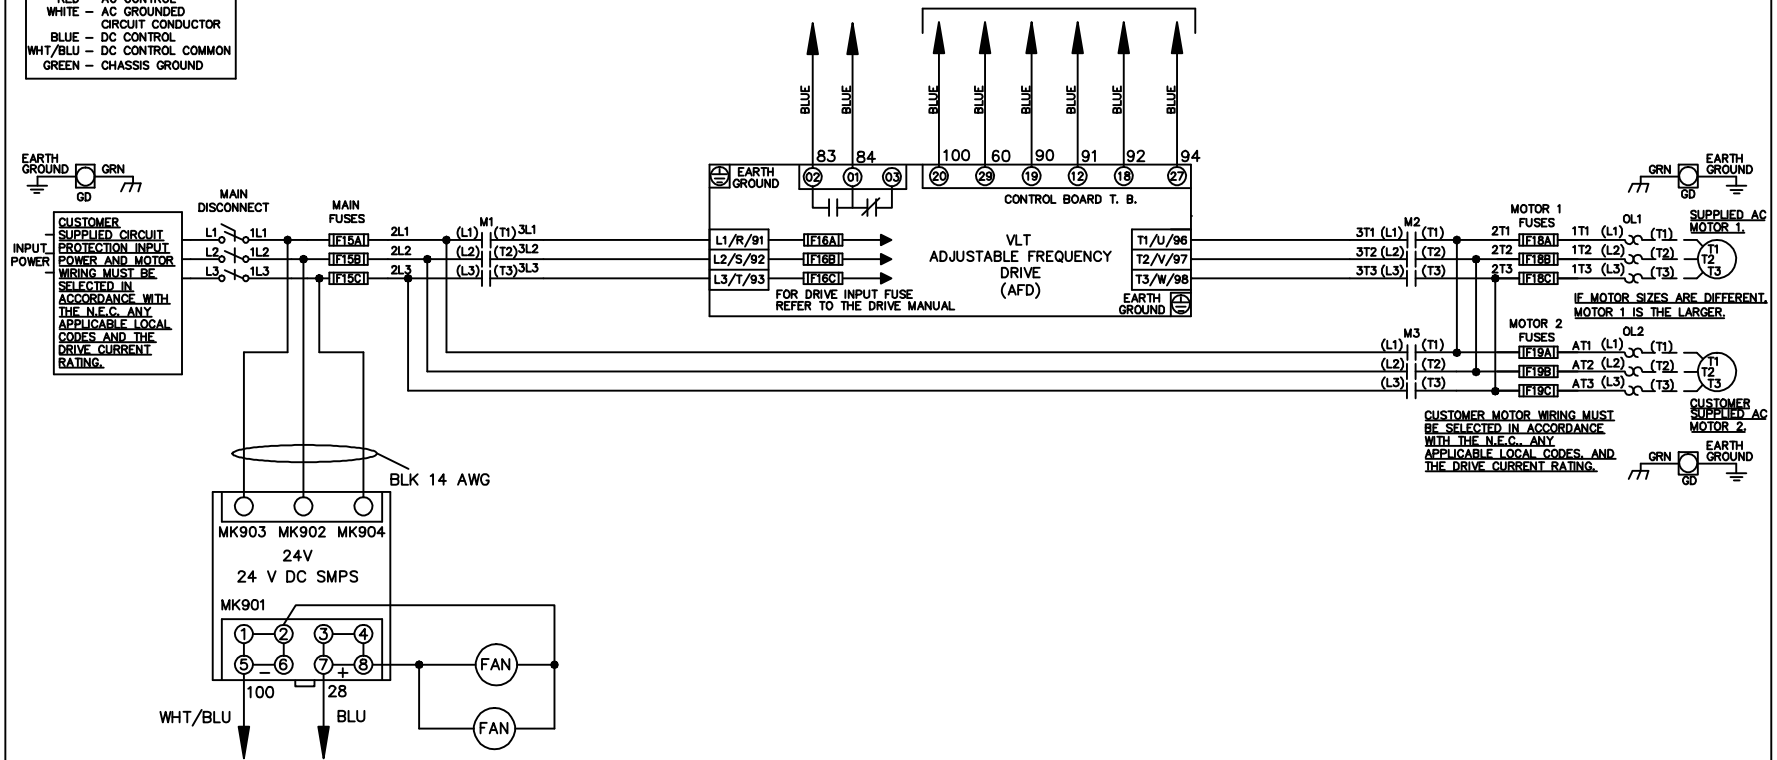 WHITE – AC GROUNDED
CIRCUIT CONDUCTOR
BLUE – DC CONTROL
WHT/BLU – DC CONTROL COMMON
GREEN – CHASSIS GROUND
BLUE
BLUE
BLUE
BLUE
BLUE
BLUE
BLUE
BLUE
83
84
100
60
90
91
92
94
02
01
03
20
29
19
12
18
27
CONTROL BOARD T. B.
EARTH
GROUND
GRN
GD
MAIN
DISCONNECT
MAIN
FUSES
INPUT
POWER
CUSTOMER
SUPPLIED CIRCUIT
PROTECTION INPUT
POWER AND MOTOR
WIRING MUST BE
SELECTED IN
ACCORDANCE WITH
THE N.E.C. ANY
APPLICABLE LOCAL
CODES AND THE
DRIVE CURRENT
RATING.
L1 1L1 F15A 2L1 (L1) M1 (T1) 3L1
L2 1L2 F15B 2L2 (L2) (T2) 3L2
L3 1L3 F15C 2L3 (L3) (T3) 3L3
EARTH
GROUND
L1/R/91 F16A
L2/S/92 F16B
L3/T/93 F16C
FOR DRIVE INPUT FUSE
REFER TO THE DRIVE MANUAL
VLT
ADJUSTABLE FREQUENCY
DRIVE
(AFD)
T1/U/96
T2/V/97
T3/W/98
EARTH
GROUND
M2
3T1 (L1) (T1) 2T1 F18A 1T1 (L1) (T1)
3T2 (L2) (T2) 2T2 F18B 1T2 (L2) (T2)
3T3 (L3) (T3) 2T3 F18C 1T3 (L3) (T3)
MOTOR 1
FUSES
OL1
GRN
GD
EARTH
GROUND
SUPPLIED AC
MOTOR 1.
T1
T2
T3
IF MOTOR SIZES ARE DIFFERENT,
MOTOR 1 IS THE LARGER.
MOTOR 2
FUSES
OL2
M3
(L1) (T1) F19A AT1 (L1) (T1)
(L2) (T2) F19B AT2 (L2) (T2)
(L3) (T3) F19C AT3 (L3) (T3)
T1
T2
T3
CUSTOMER
SUPPLIED AC
MOTOR 2.
CUSTOMER MOTOR WIRING MUST
BE SELECTED IN ACCORDANCE
WITH THE N.E.C., ANY
APPLICABLE LOCAL CODES, AND
THE DRIVE CURRENT RATING.
GRN
GD
EARTH
GROUND
BLK 14 AWG
MK903 MK902 MK904
24V
24 V DC SMPS
MK901
1 2 3 4
5 – 6 7 + 8
100
28
WHT/BLU
BLU
FAN
FAN